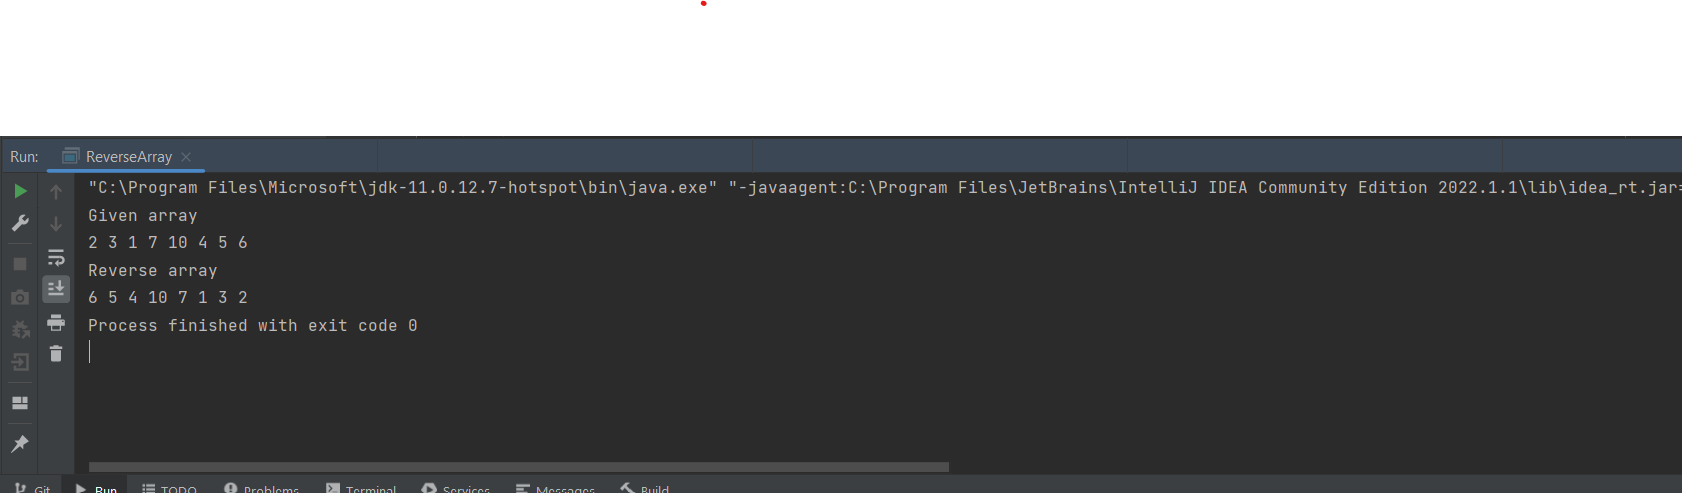 Run: ReverseArray
"C:\Program Files\Microsoft\jdk-11.0.12.7-hotspot\bin\java.exe" "-javaagent:C:\Program Files\JetBrains\IntelliJ IDEA Community Edition 2022.1.1\lib\idea_rt.jar=
Given array
2 3 1 7 10 4 5 6
Reverse array
6 5 4 10 7 1 3 2
Process finished with exit code 0
Git Run TODO Problems Terminal Services Messages Build